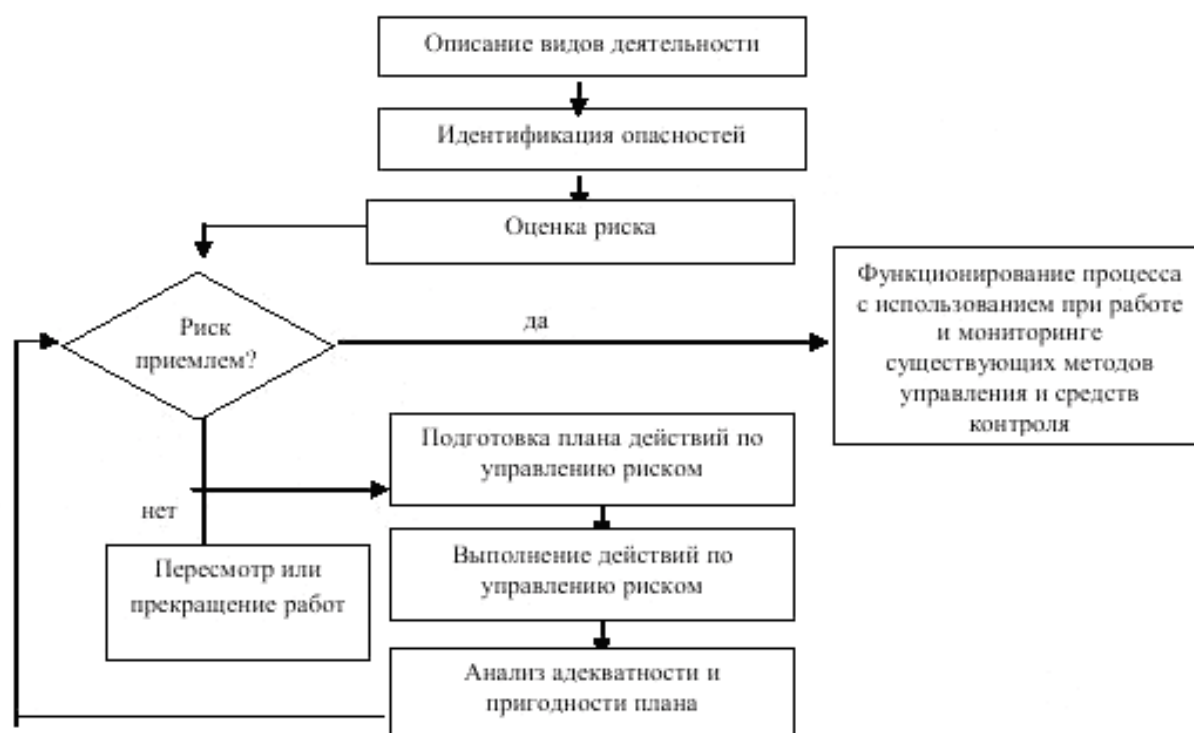 Описание видов деятельности
Идентификация опасностей
Оценка риска
Риск
приемлем?
да
Функционирование процесса
с использованием при работе
и мониторинге
существующих методов
управления и средств
контроля
нет
Подготовка плана действий по
управлению риском
Пересмотр или
прекращение работ
Выполнение действий по
управлению риском
Анализ адекватности и
пригодности плана